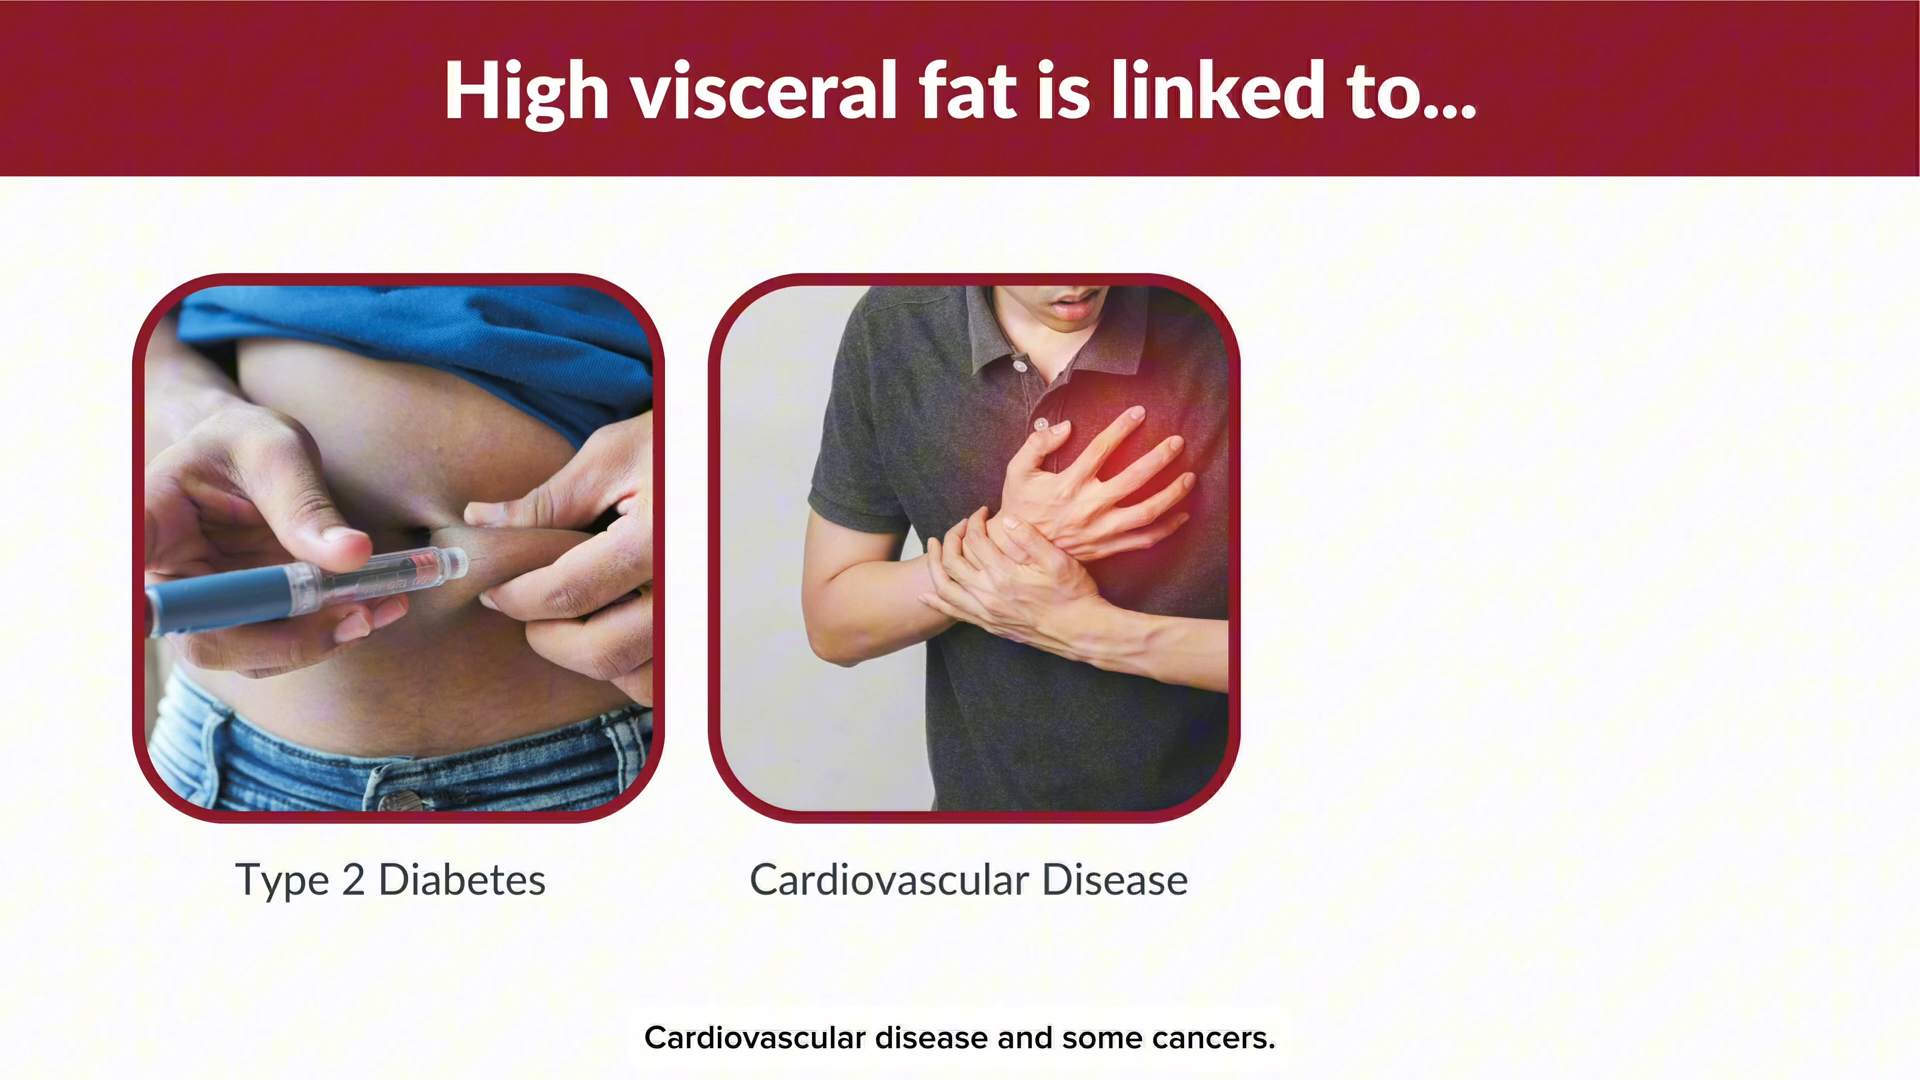 High visceral fat is linked to...
Type 2 Diabetes
Cardiovascular Disease
Cardiovascular disease and some cancers.